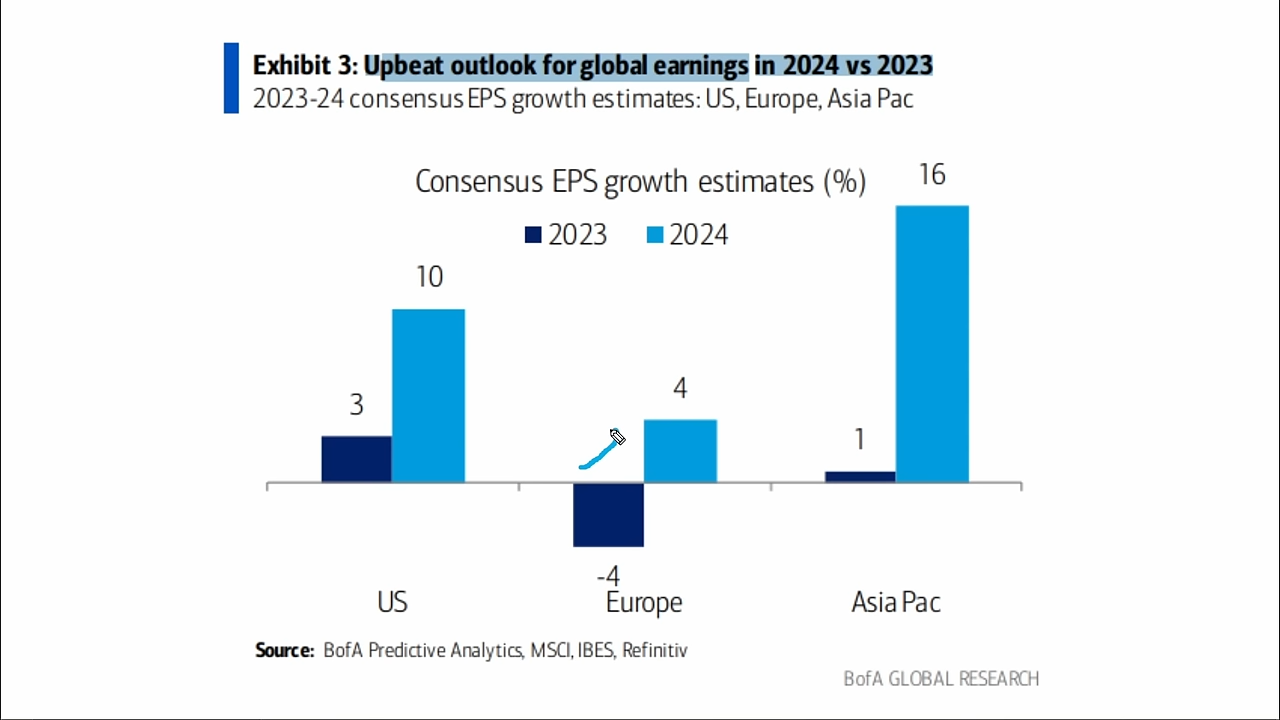 Exhibit 3: Upbeat outlook for global earnings in 2024 vs 2023
2023-24 consensus EPS growth estimates: US, Europe, Asia Pac
Consensus EPS growth estimates (%)
2023 2024
16
10
3
4
1
-4
US Europe Asia Pac
Source: BofA Predictive Analytics, MSCI, IBES, Refinitiv
BofA GLOBAL RESEARCH